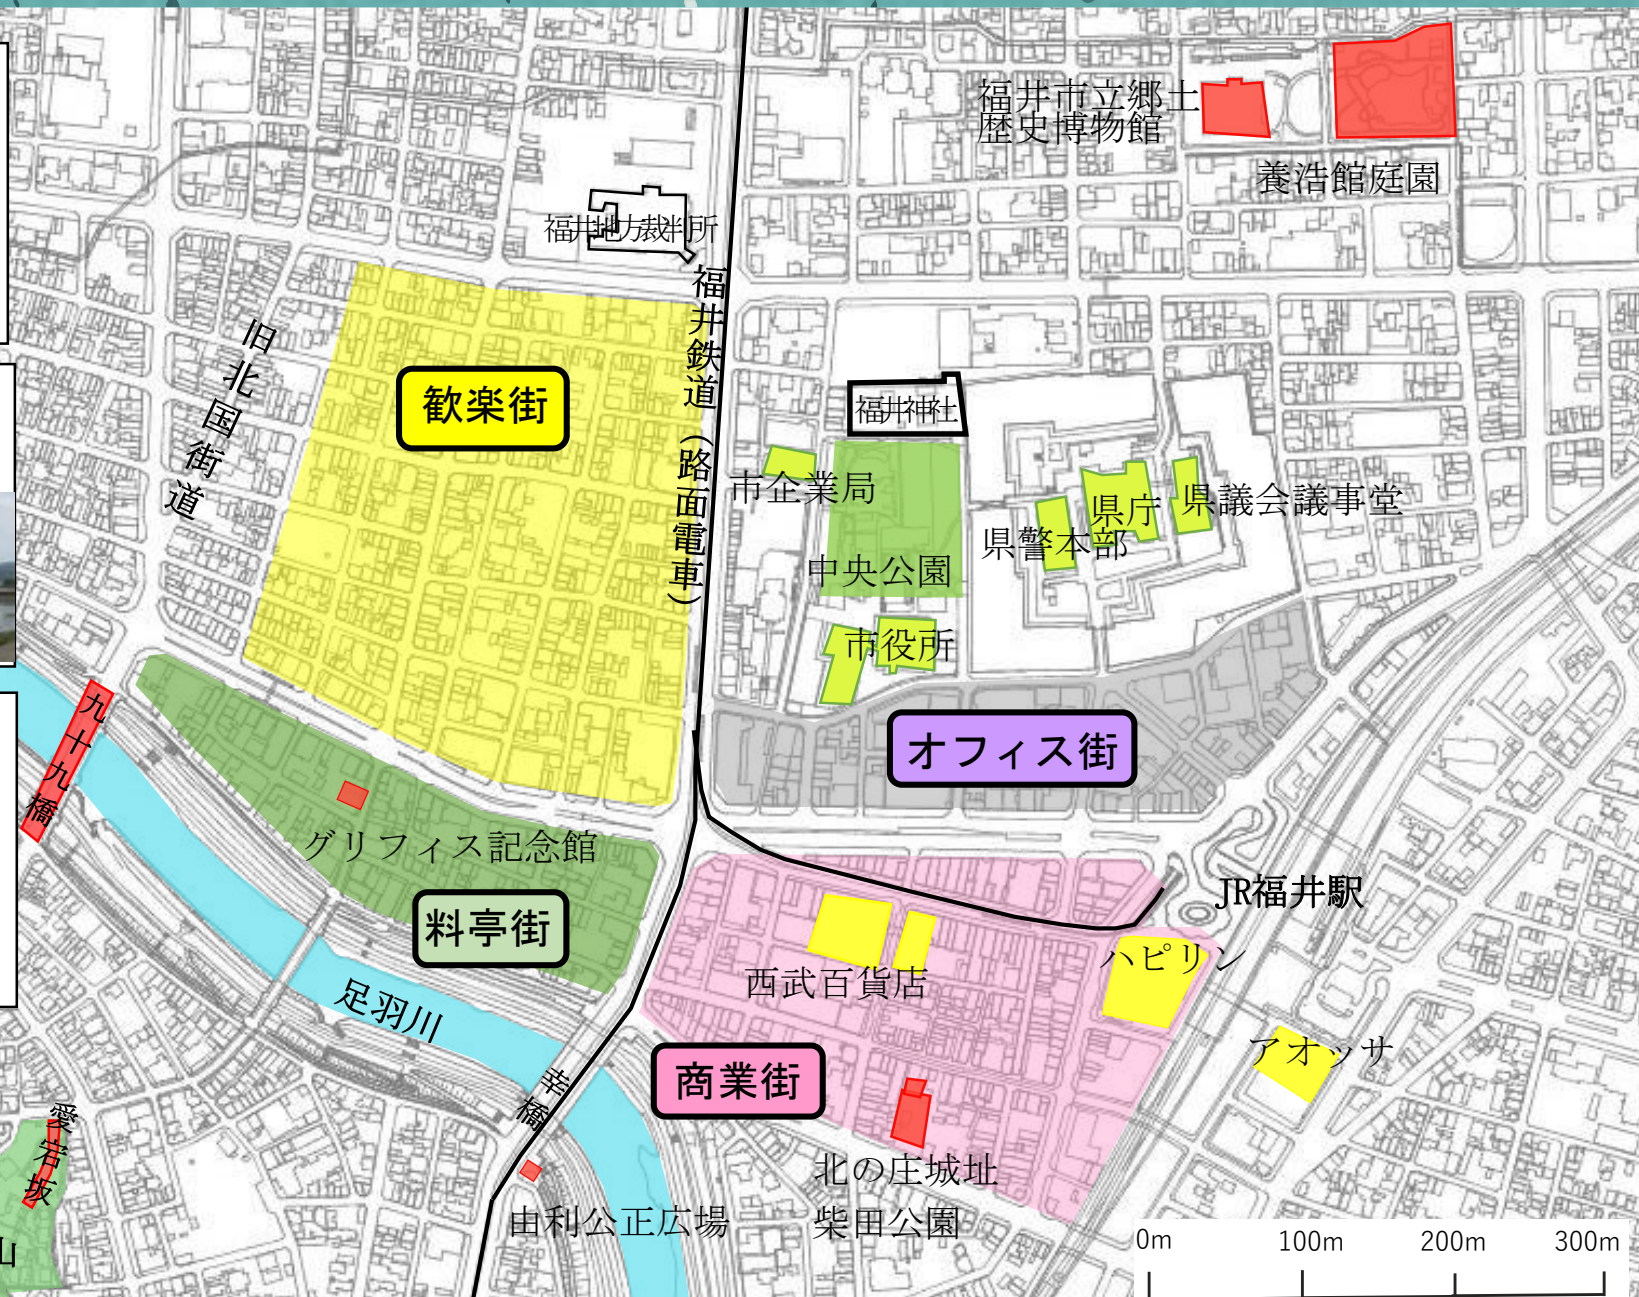 福井市立郷土
歴史博物館
養浩館庭園
福井地方裁判所
福井鉄道（路面電車）
旧北国街道
歓楽街
福井神社
市企業局
県庁
県議会議事堂
県警本部
中央公園
市役所
オフィス街
九十九橋
グリフィス記念館
料亭街
JR福井駅
ハピリン
西武百貨店
足羽川
アオッサ
商業街
幸橋
愛宕坂
北の庄城址
柴田公園
由利公正広場
山
0m 100m 200m 300m